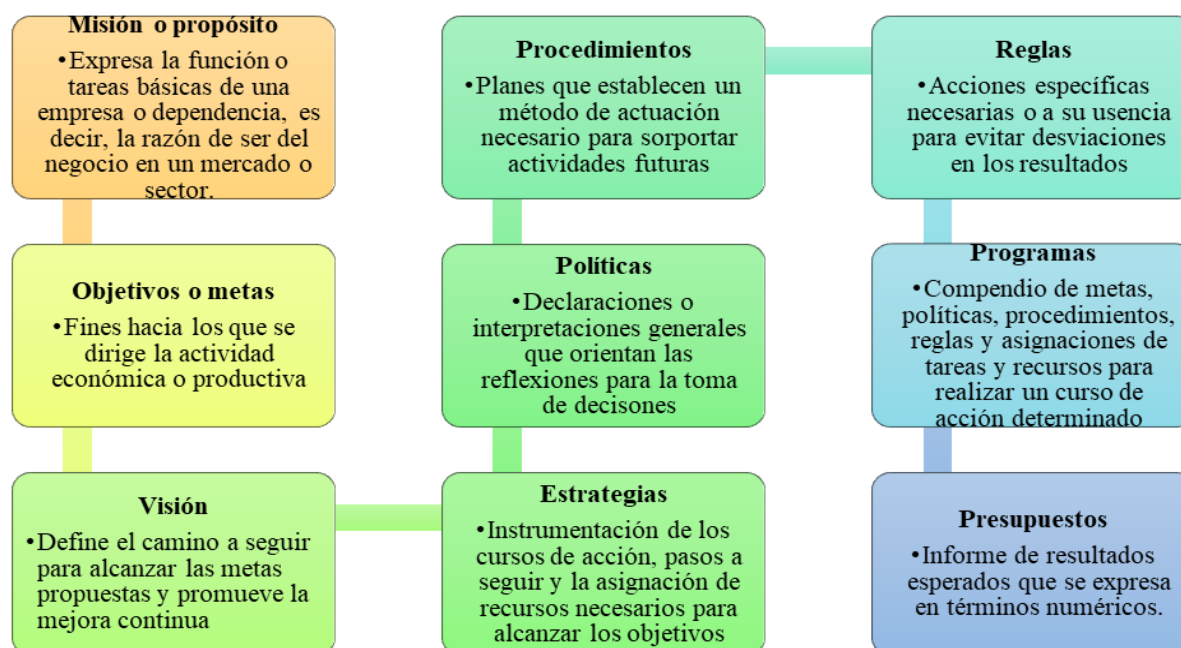 Misión o propósito
•Expresa la función o
tareas básicas de una
empresa o dependencia, es
decir, la razón de ser del
negocio en un mercado o
sector.
Objetivos o metas
•Fines hacia los que se
dirige la actividad
económica o productiva
Visión
•Define el camino a seguir
para alcanzar las metas
propuestas y promueve la
mejora continua
Estrategias
•Instrumentación de los
cursos de acción, pasos a
seguir y la asignación de
recursos necesarios para
alcanzar los objetivos
Políticas
•Declaraciones o
interpretaciones generales
que orientan las
reflexiones para la toma
de decisones
Procedimientos
•Planes que establecen un
método de actuación
necesario para sorportar
actividades futuras
Reglas
•Acciones específicas
necesarias o a su usencia
para evitar desviaciones
en los resultados
Programas
•Compendio de metas,
políticas, procedimientos,
reglas y asignaciones de
tareas y recursos para
realizar un curso de
acción determinado
Presupuestos
•Informe de resultados
esperados que se expresa
en términos numéricos.